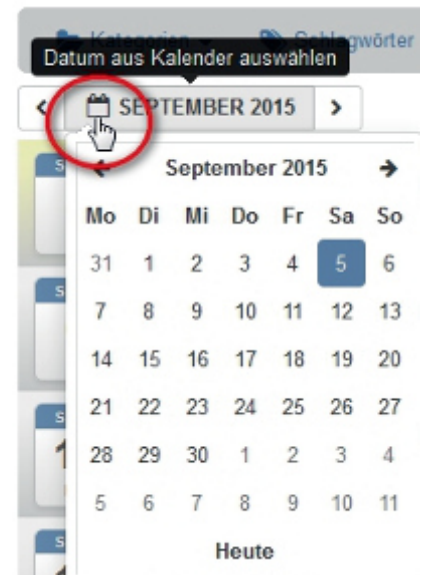 Kategorien Schlagwörter
Datum aus Kalender auswählen
SEPTEMBER 2015
September 2015
Mo Di Mi Do Fr Sa So
31 1 2 3 4 5 6
7 8 9 10 11 12 13
14 15 16 17 18 19 20
21 22 23 24 25 26 27
28 29 30 1 2 3 4
5 6 7 8 9 10 11
Heute